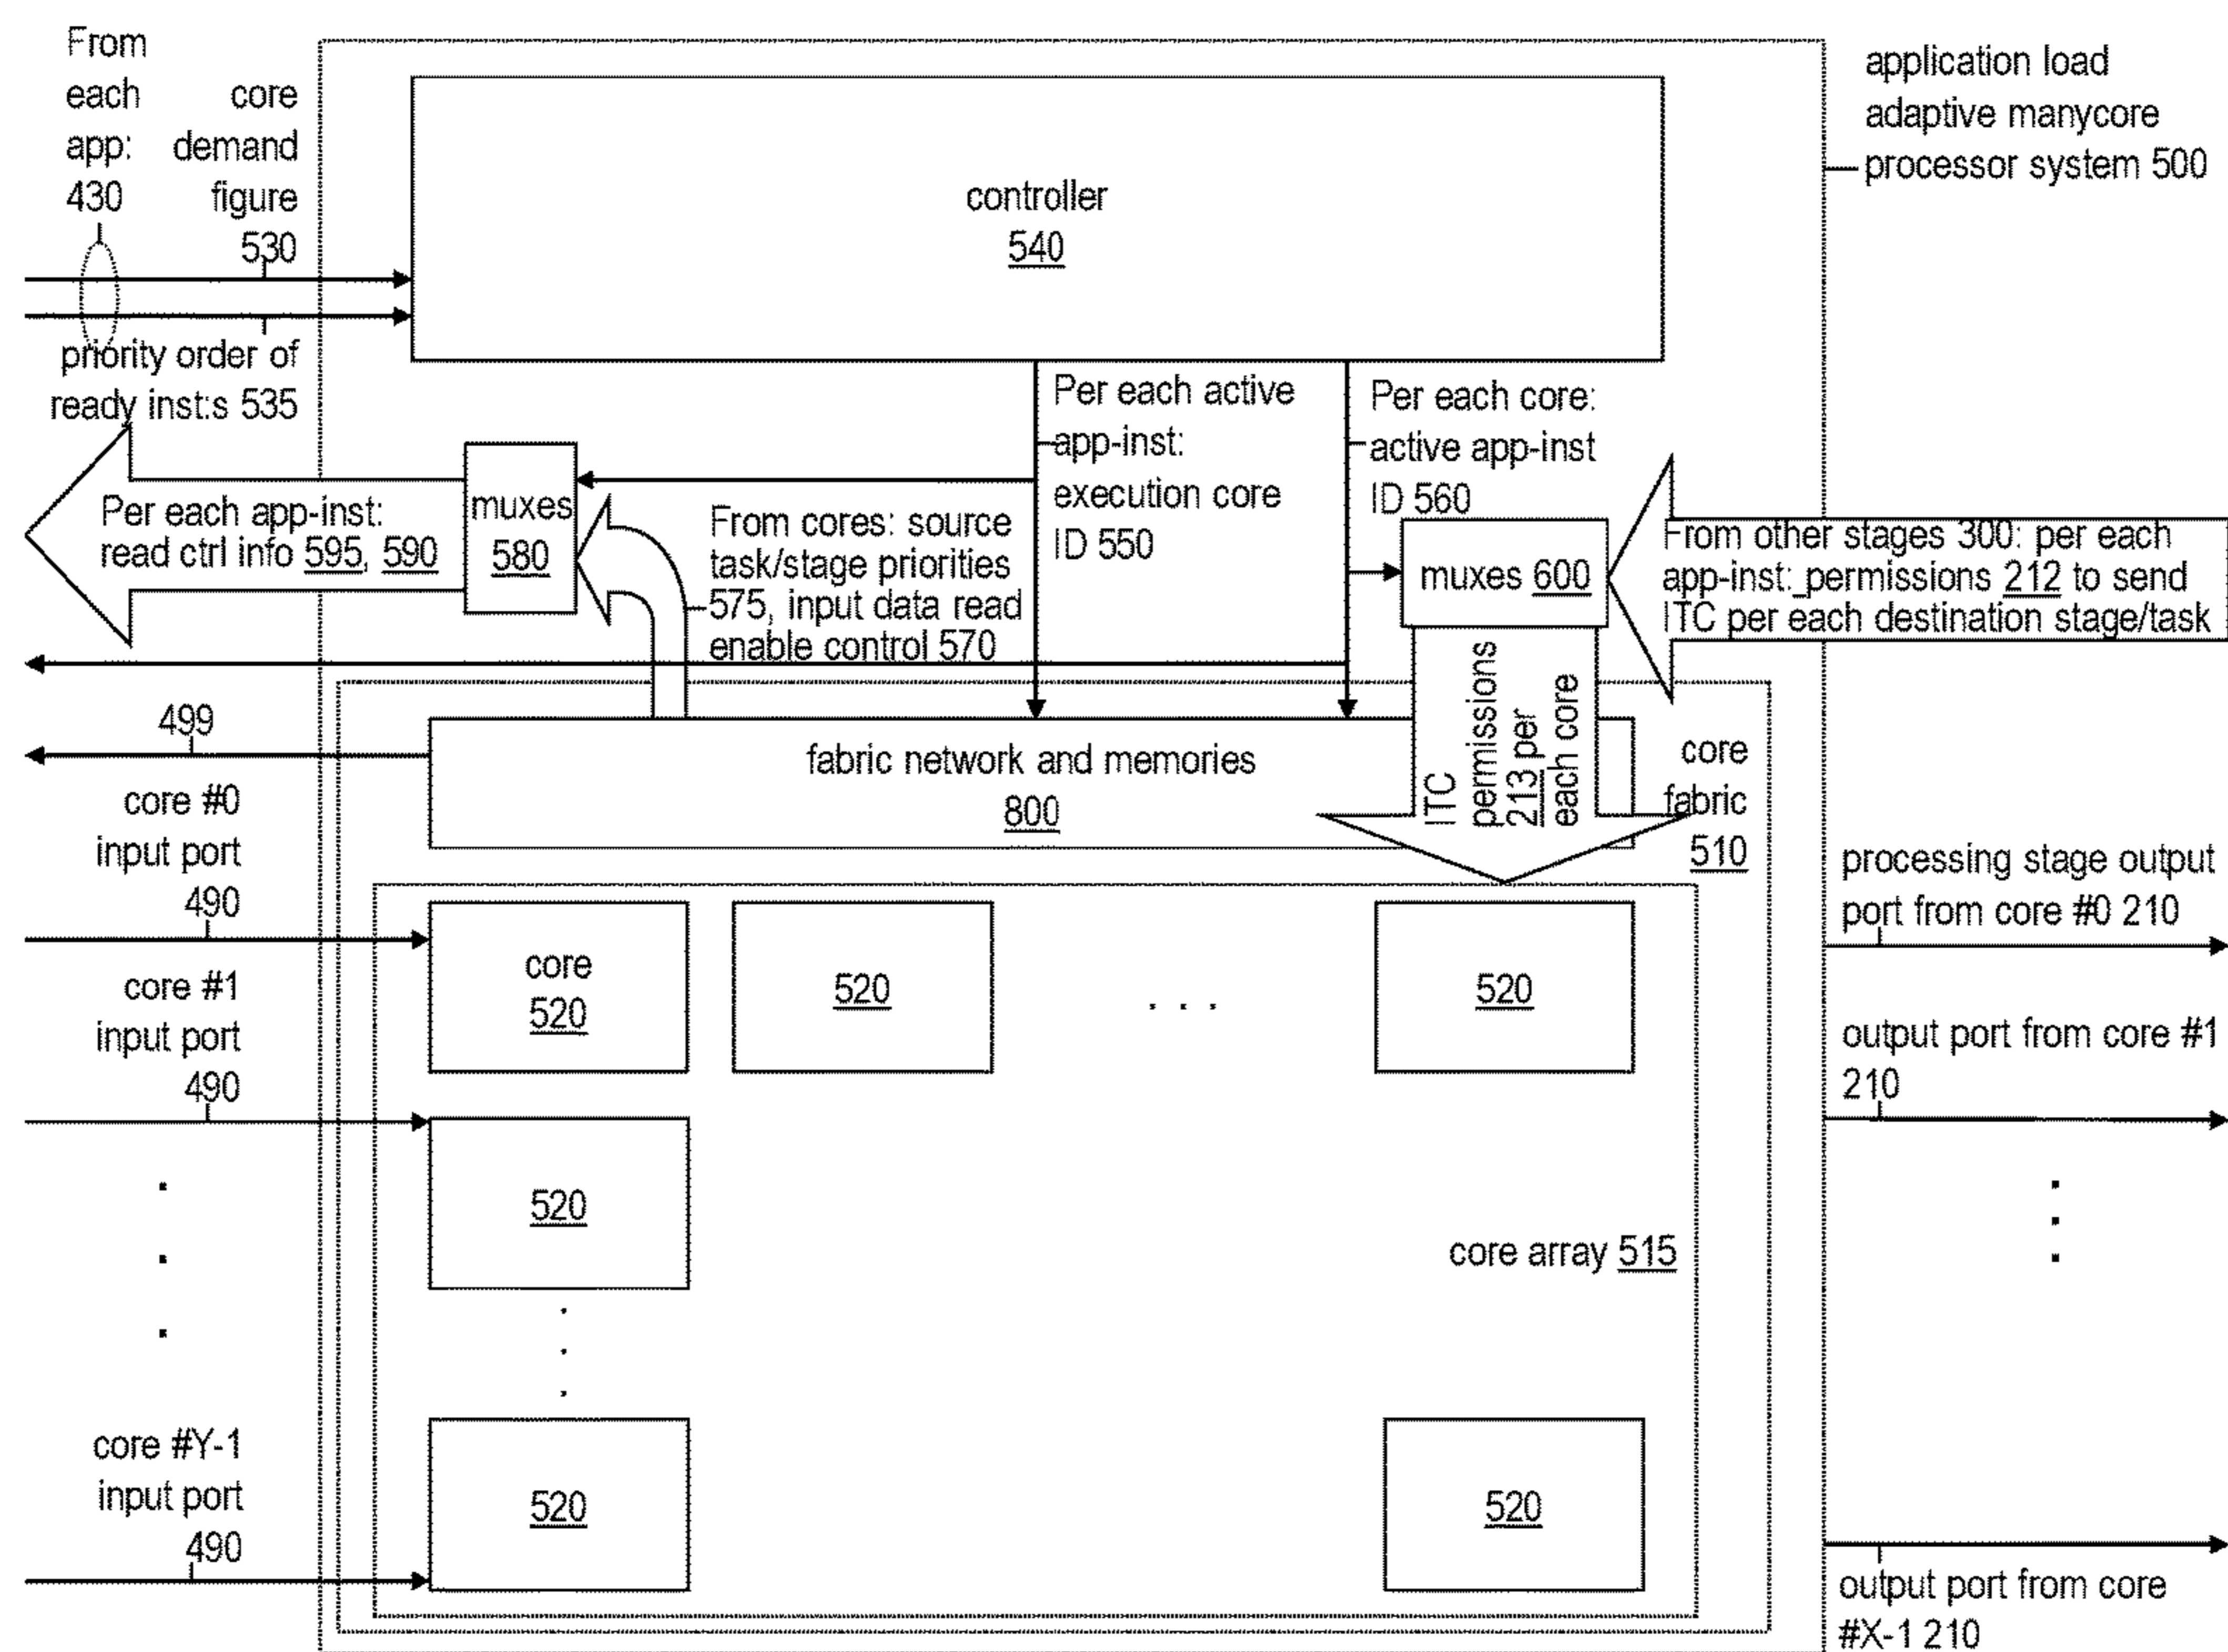 From
each core
app: demand
430 figure
530
priority order of
ready inst:s 535
controller
540
application load
adaptive manycore
processor system 500
Per each active
app-inst:
execution core
ID 550
Per each core:
active app-inst
ID 560
Per each app-inst:
read ctrl info 595, 590
muxes
580
From cores: source
task/stage priorities
575, input data read
enable control 570
muxes 600
From other stages 300: per each
app-inst: permissions 212 to send
ITC per each destination stage/task
ITC
permissions
213 per
each core
499
fabric network and memories
800
core
fabric
510
core #0
input port
490
core #1
input port
490
core #Y-1
input port
490
core
520
520
520
520
520
520
. . .
core array 515
processing stage output
port from core #0 210
output port from core #1
210
output port from core
#X-1 210